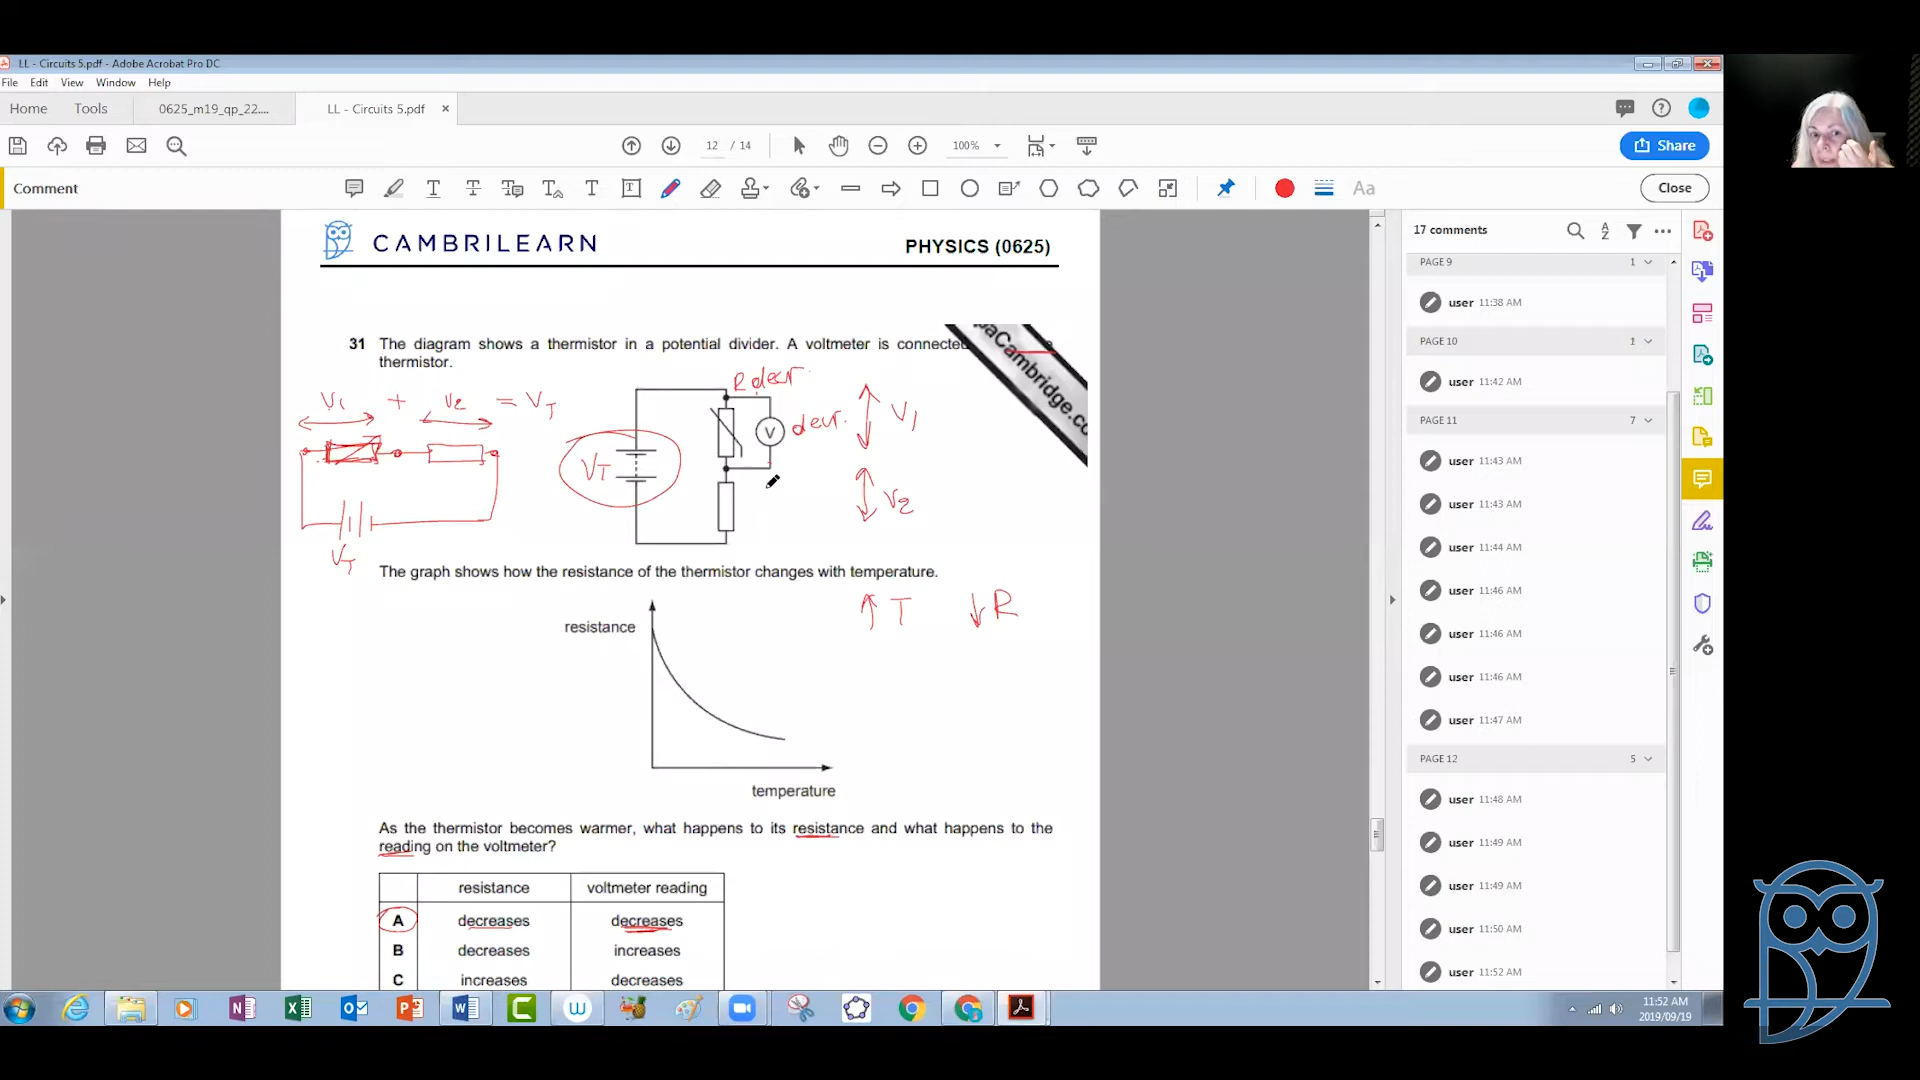 LL - Circuits 5.pdf - Adobe Acrobat Pro DC
File Edit View Window Help
Home Tools 0625_m19_qp_22.... LL - Circuits 5.pdf ×
12 / 14 100% Share
Comment Aa Close
CAMBRILEARN PHYSICS (0625)
31 The diagram shows a thermistor in a potential divider. A voltmeter is connected
thermistor.
paCambridge.co
R decr.
V1 + V2 = VT
V decr. V1
VT V2
VT
The graph shows how the resistance of the thermistor changes with temperature.
↑ T ↓ R
resistance
temperature
As the thermistor becomes warmer, what happens to its resistance and what happens to the
reading on the voltmeter?
resistance voltmeter reading
A decreases decreases
B decreases increases
C increases decreases
17 comments
PAGE 9 1
user 11:38 AM
PAGE 10 1
user 11:42 AM
PAGE 11 7
user 11:43 AM
user 11:43 AM
user 11:44 AM
user 11:46 AM
user 11:46 AM
user 11:46 AM
user 11:47 AM
PAGE 12 5
user 11:48 AM
user 11:49 AM
user 11:49 AM
user 11:50 AM
user 11:52 AM
11:52 AM
2019/09/19